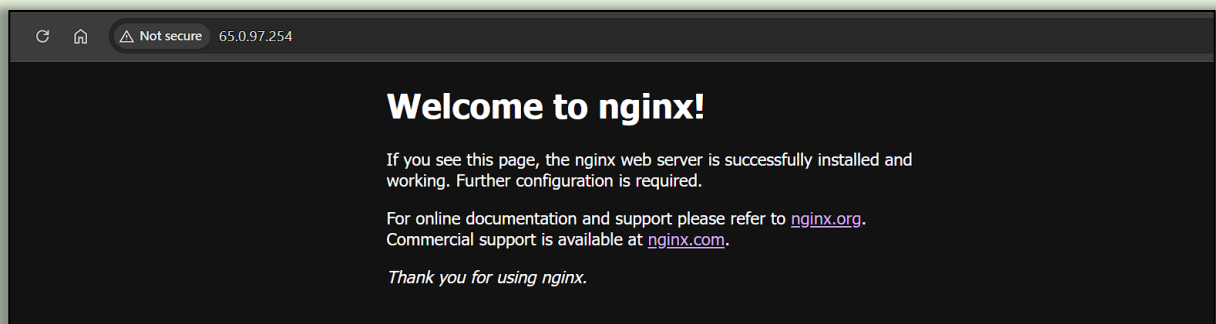 Not secure 65.0.97.254
Welcome to nginx!
If you see this page, the nginx web server is successfully installed and
working. Further configuration is required.
For online documentation and support please refer to nginx.org.
Commercial support is available at nginx.com.
Thank you for using nginx.